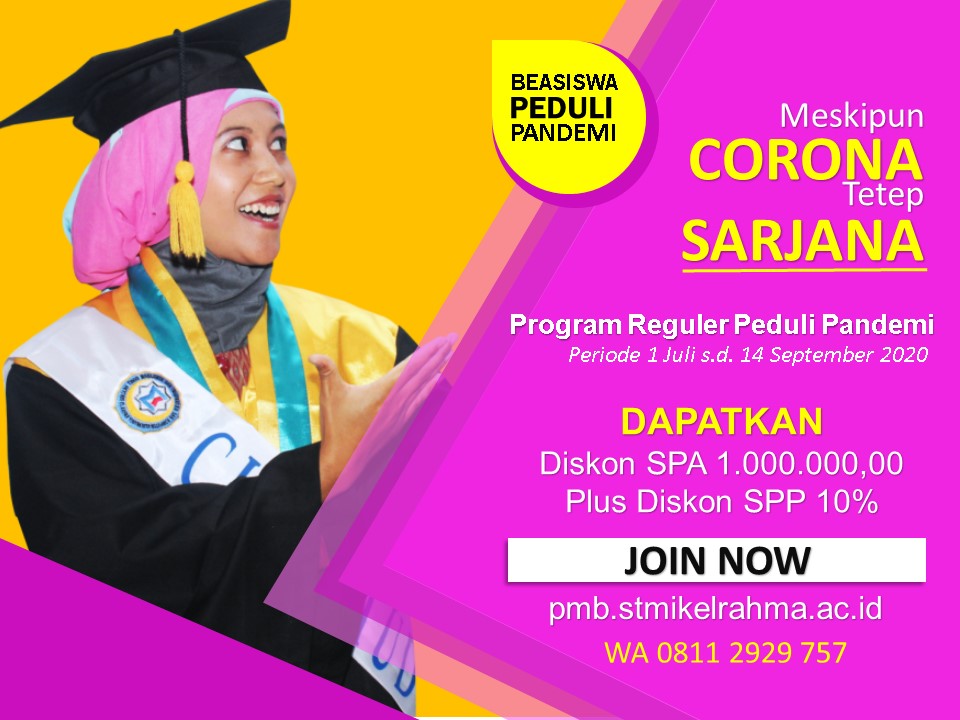 BEASISWA
PEDULI
PANDEMI
Meskipun
CORONA
Tetep
SARJANA
Program Reguler Peduli Pandemi
Periode 1 Juli s.d. 14 September 2020
DAPATKAN
Diskon SPA 1.000.000,00
Plus Diskon SPP 10%
JOIN NOW
pmb.stmikelrahma.ac.id
WA 0811 2929 757